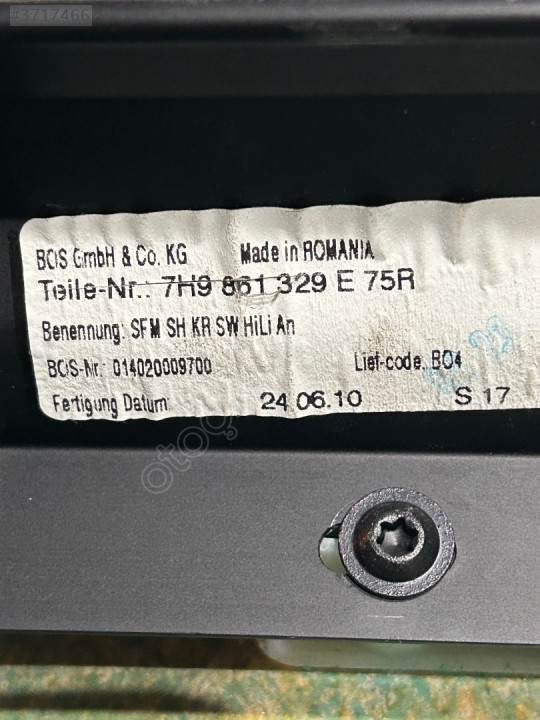 #3717466
BOS GmbH & Co. KG Made in ROMANIA
Teile-Nr.: 7H9 861 329 E 75R
Benennung: SFM SH KR SW HiLi An
BOS-Nr.: 014020009700 Lief-code. BO4
Fertigung Datum: 24.06.10 S 17